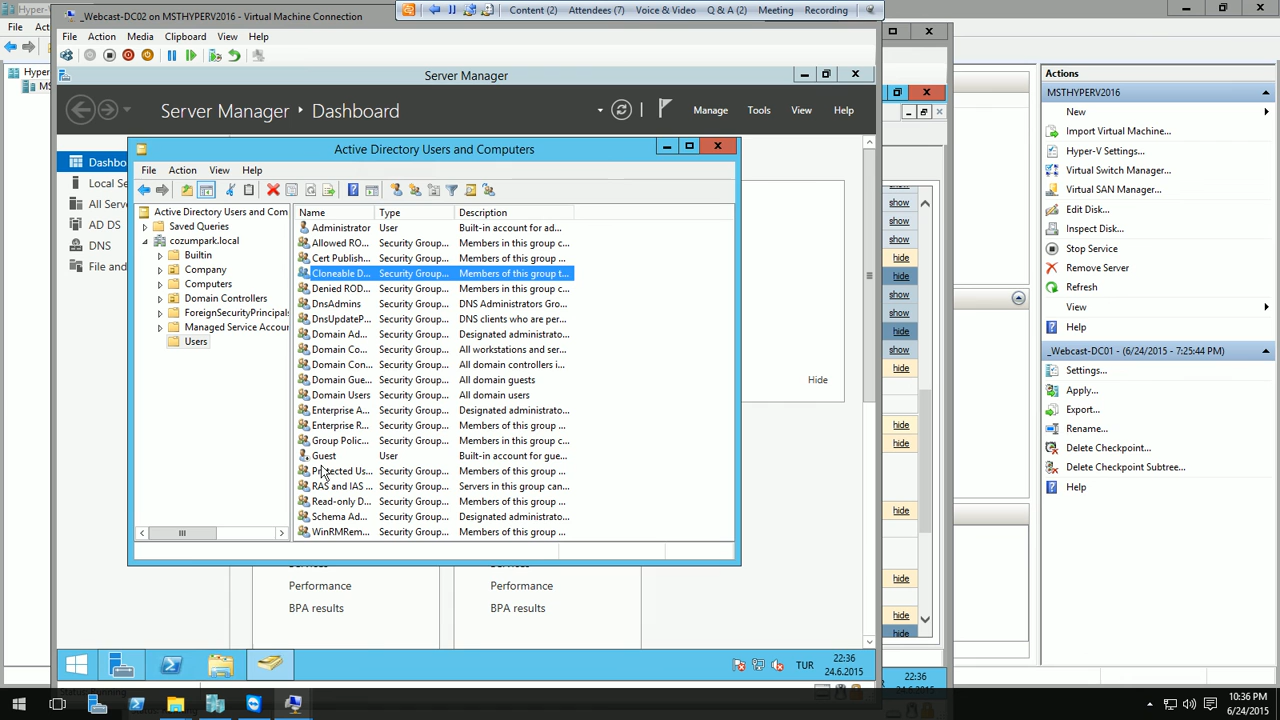 Hyper-V
_Webcast-DC02 on MSTHYPERV2016 - Virtual Machine Connection
Content (2) Attendees (7) Voice & Video Q & A (2) Meeting Recording
File Act
File Action Media Clipboard View Help
Server Manager
Server Manager Dashboard
Manage Tools View Help
Hyper
MS
Dashbo
Local Se
All Serve
AD DS
DNS
File and
Active Directory Users and Computers
File Action View Help
Active Directory Users and Com
Saved Queries
cozumpark.local
Builtin
Company
Computers
Domain Controllers
ForeignSecurityPrincipals
Managed Service Accour
Users
Name Type Description
Administrator User Built-in account for ad...
Allowed RO... Security Group... Members in this group c...
Cert Publish... Security Group... Members of this group ...
Cloneable D... Security Group... Members of this group t...
Denied ROD... Security Group... Members in this group c...
DnsAdmins Security Group... DNS Administrators Gro...
DnsUpdateP... Security Group... DNS clients who are per...
Domain Ad... Security Group... Designated administrato...
Domain Co... Security Group... All workstations and ser...
Domain Con... Security Group... All domain controllers i...
Domain Gue... Security Group... All domain guests
Domain Users Security Group... All domain users
Enterprise A... Security Group... Designated administrato...
Enterprise R... Security Group... Members of this group ...
Group Polic... Security Group... Members in this group c...
Guest User Built-in account for gue...
Protected Us... Security Group... Members of this group ...
RAS and IAS ... Security Group... Servers in this group can...
Read-only D... Security Group... Members of this group ...
Schema Ad... Security Group... Designated administrato...
WinRMRem... Security Group... Members of this group ...
Hide
Performance
BPA results
Performance
BPA results
show
show
show
show
hide
hide
show
hide
show
hide
hide
hide
hide
hide
hide
hide
Actions
MSTHYPERV2016
New
Import Virtual Machine...
Hyper-V Settings...
Virtual Switch Manager...
Virtual SAN Manager...
Edit Disk...
Inspect Disk...
Stop Service
Remove Server
Refresh
View
Help
_Webcast-DC01 - (6/24/2015 - 7:25:44 PM)
Settings...
Apply...
Export...
Rename...
Delete Checkpoint...
Delete Checkpoint Subtree...
Help
TUR
22:36
24.6.2015
22:36
6.2015
10:36 PM
6/24/2015